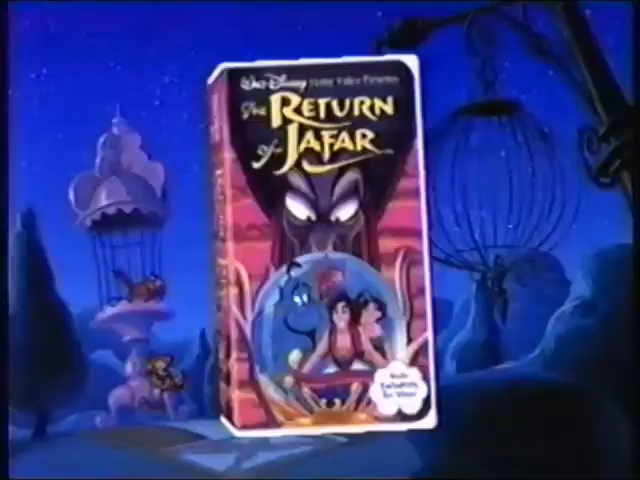 Walt Disney Home Video Presents
The
RETURN
of JAFAR
Made
Exclusively
for Video!